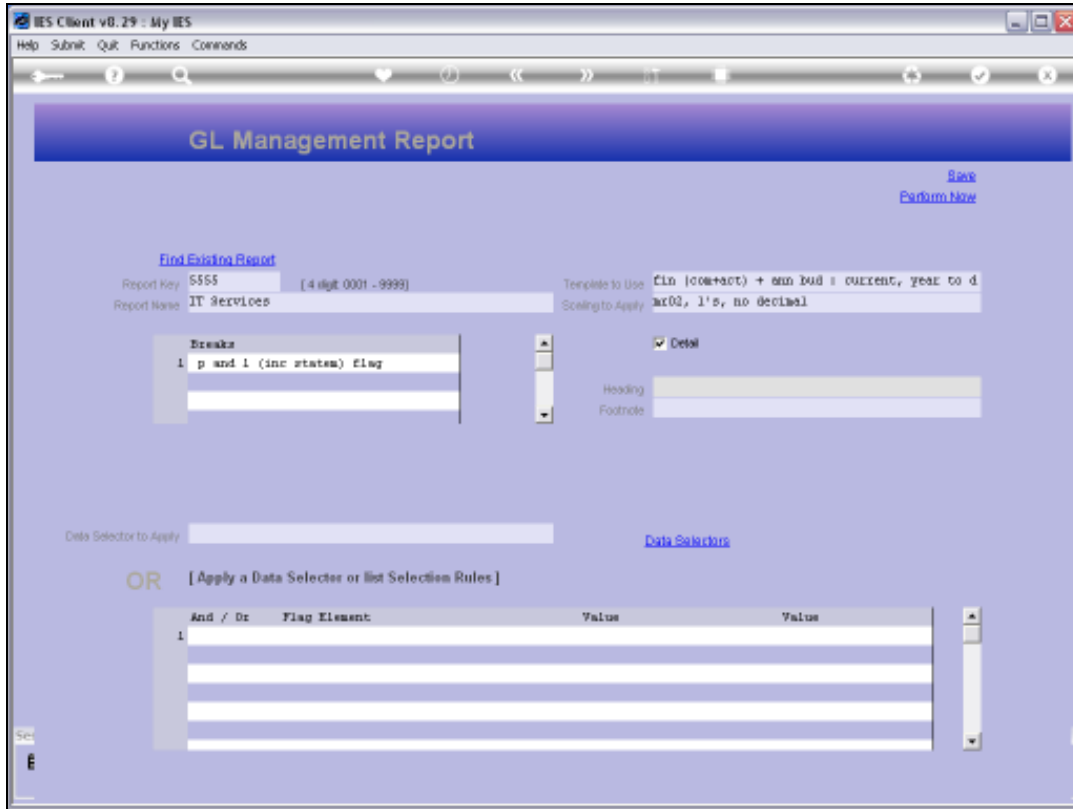 IES Client v8.29 : My IES
Help Submit Quit Functions Commands
GL Management Report
Save
Perform Now
Find Existing Report
Report Key 5555 [ 4 digit: 0001 - 9999]
Template to Use fin (com+act) + ann bud : current, year to d
Report Name IT Services
Scaling to Apply mr02, 1's, no decimal
Breaks
1 p and l (inc statem) flag
Detail
Heading
Footnote
Data Selector to Apply
Data Selectors
OR [ Apply a Data Selector or list Selection Rules ]
And / Or Flag Element Value Value
1